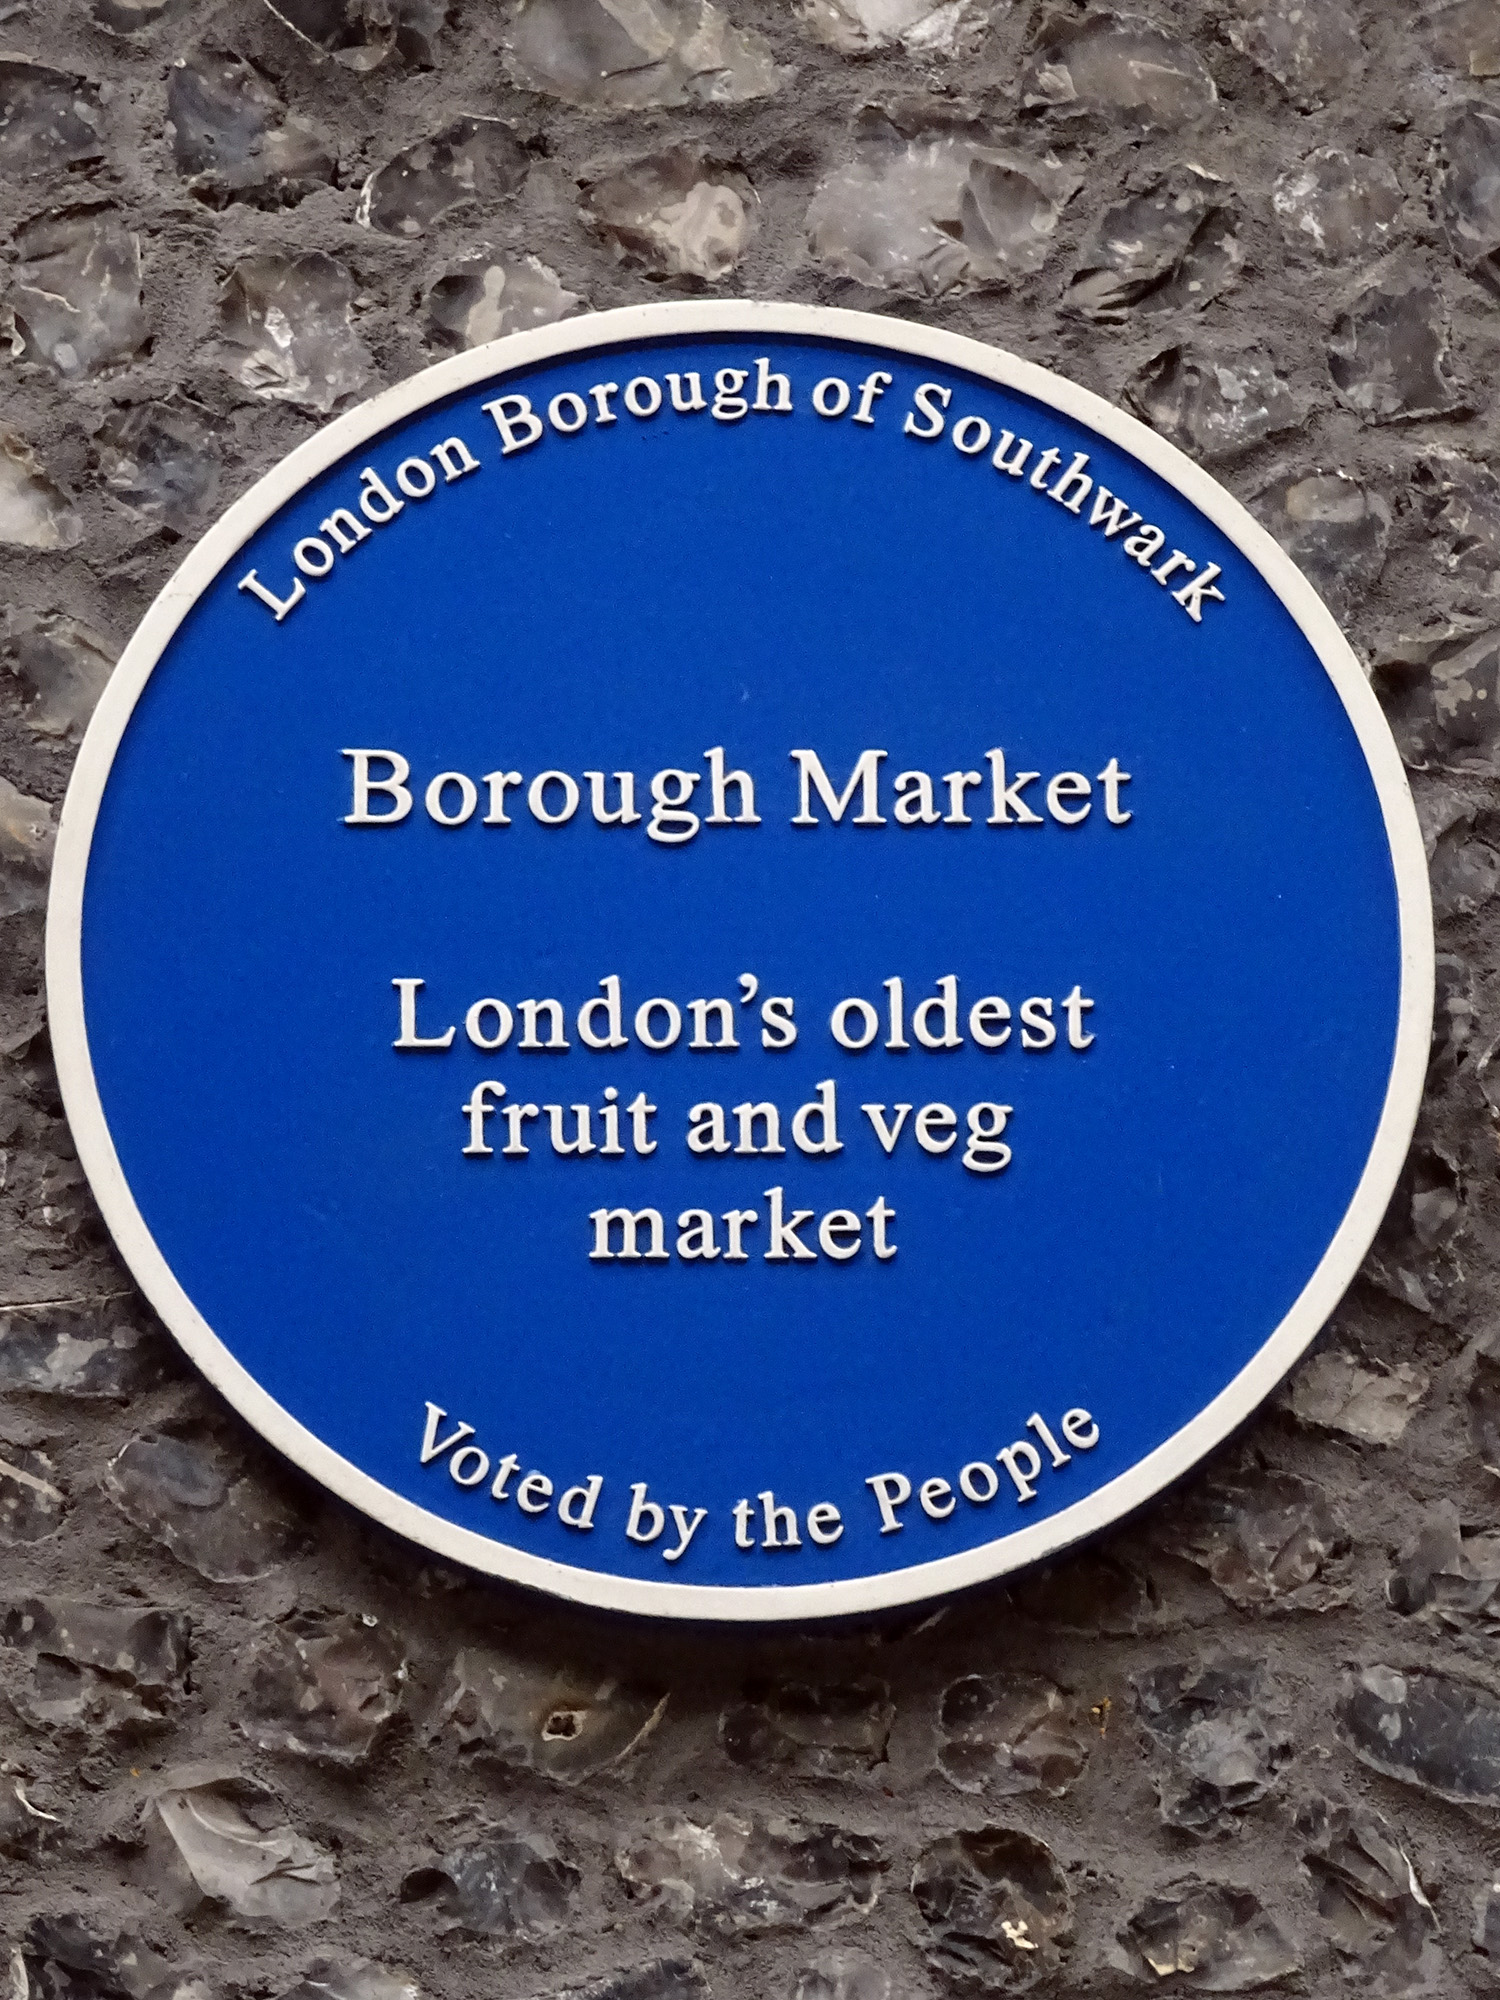 London Borough of Southwark
Borough Market
London’s oldest
fruit and veg
market
Voted by the People